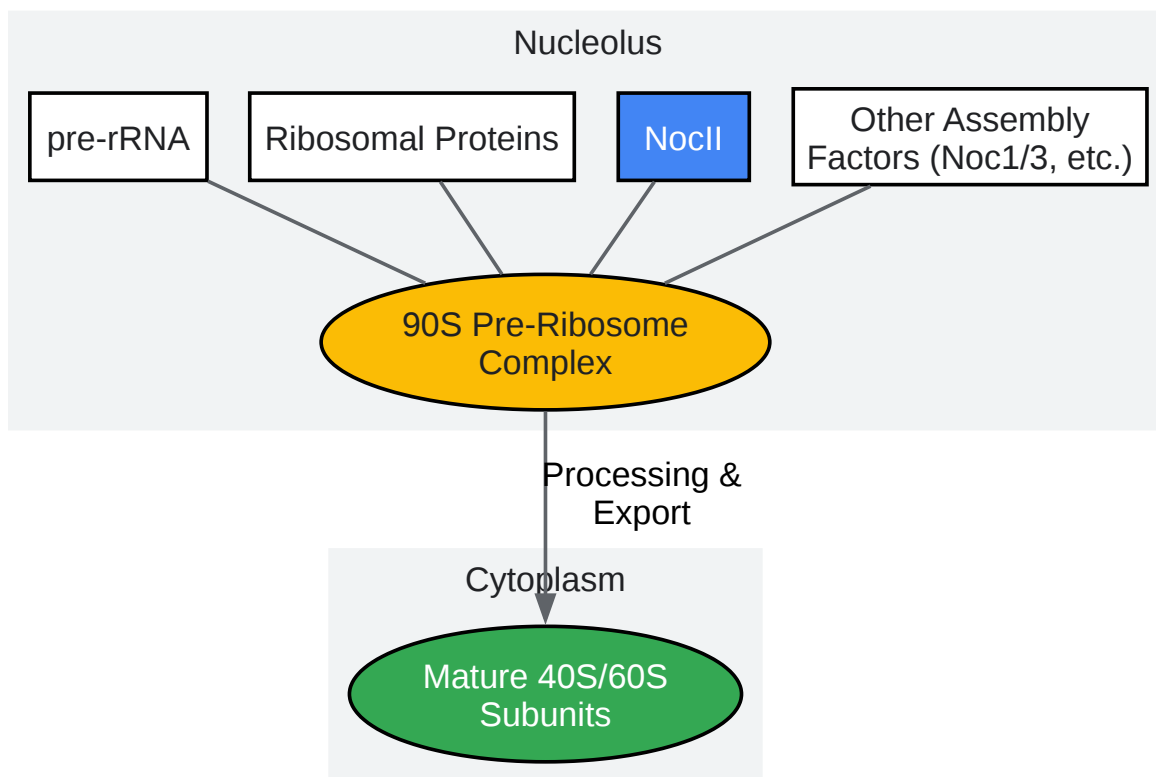 Nucleolus
pre-rRNA
Ribosomal Proteins
NocII
Other Assembly
Factors (Noc1/3, etc.)
90S Pre-Ribosome
Complex
Processing &
Export
Cytoplasm
Mature 40S/60S
Subunits